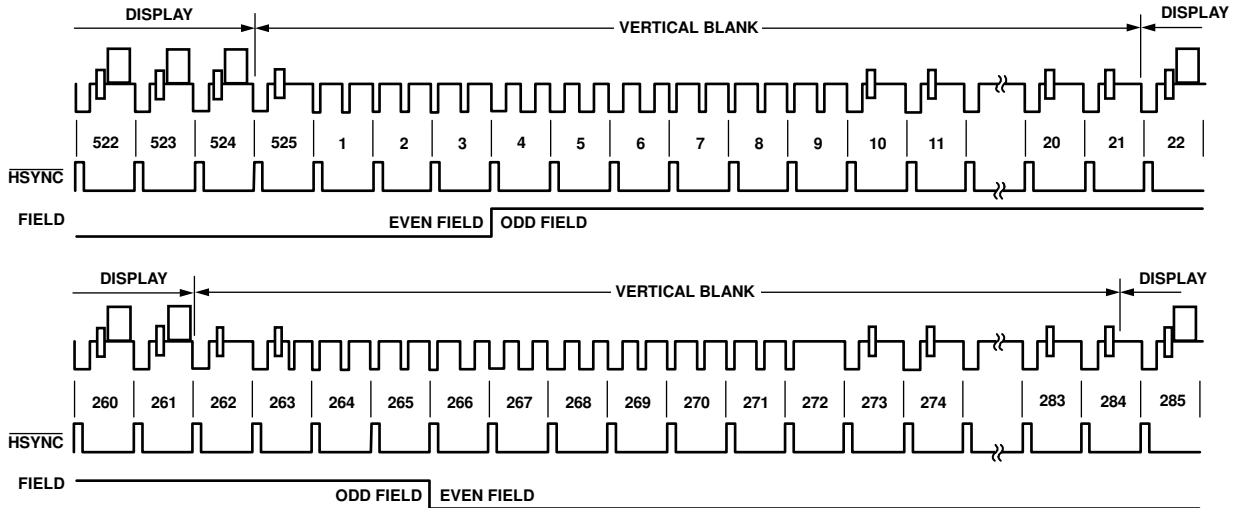 DISPLAY VERTICAL BLANK DISPLAY
522 523 524 525 1 2 3 4 5 6 7 8 9 10 11 20 21 22
HSYNC
FIELD EVEN FIELD ODD FIELD
DISPLAY VERTICAL BLANK DISPLAY
260 261 262 263 264 265 266 267 268 269 270 271 272 273 274 283 284 285
HSYNC
FIELD ODD FIELD EVEN FIELD